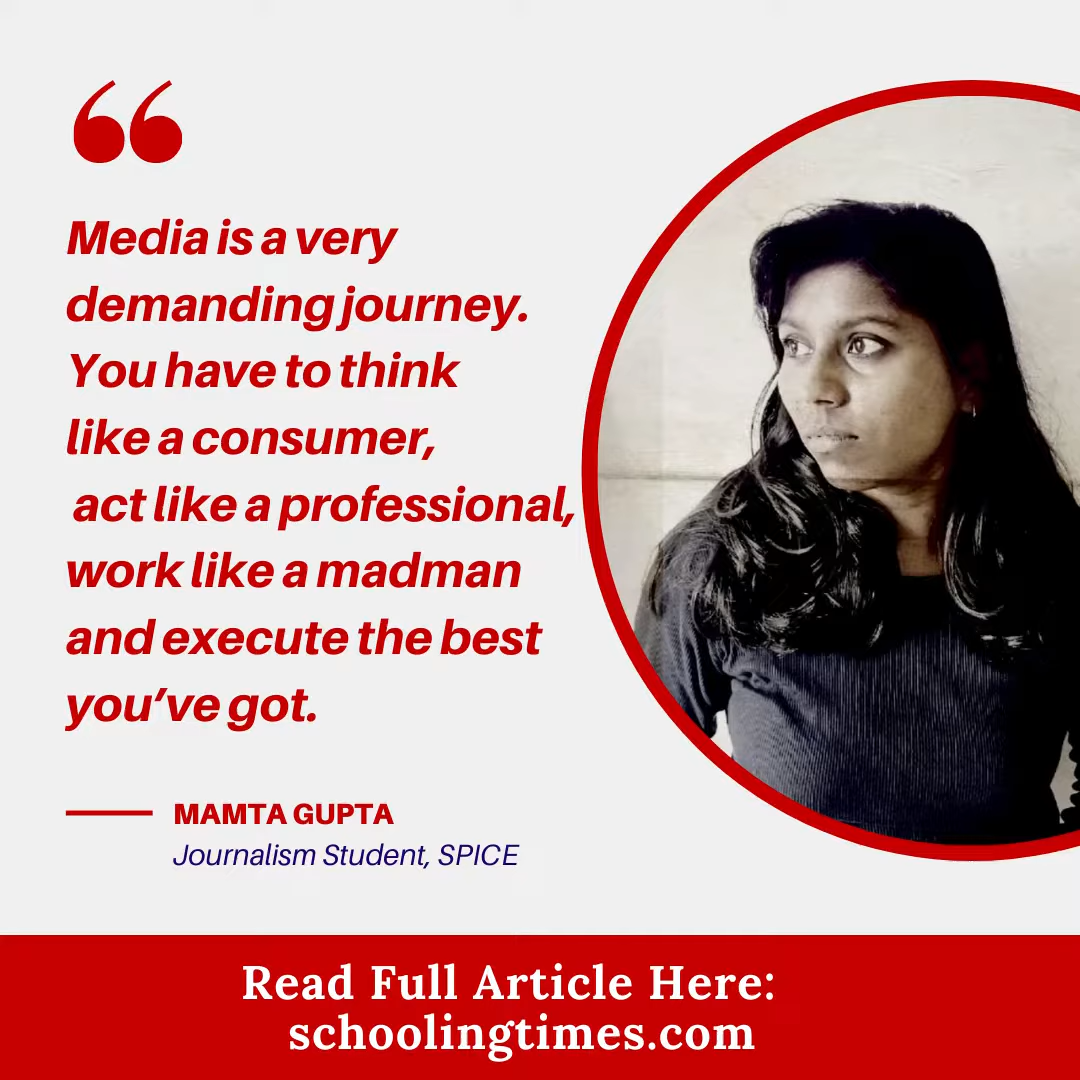 “
Media is a very
demanding journey.
You have to think
like a consumer,
act like a professional,
work like a madman
and execute the best
you’ve got.
MAMTA GUPTA
Journalism Student, SPICE
Read Full Article Here:
schoolingtimes.com